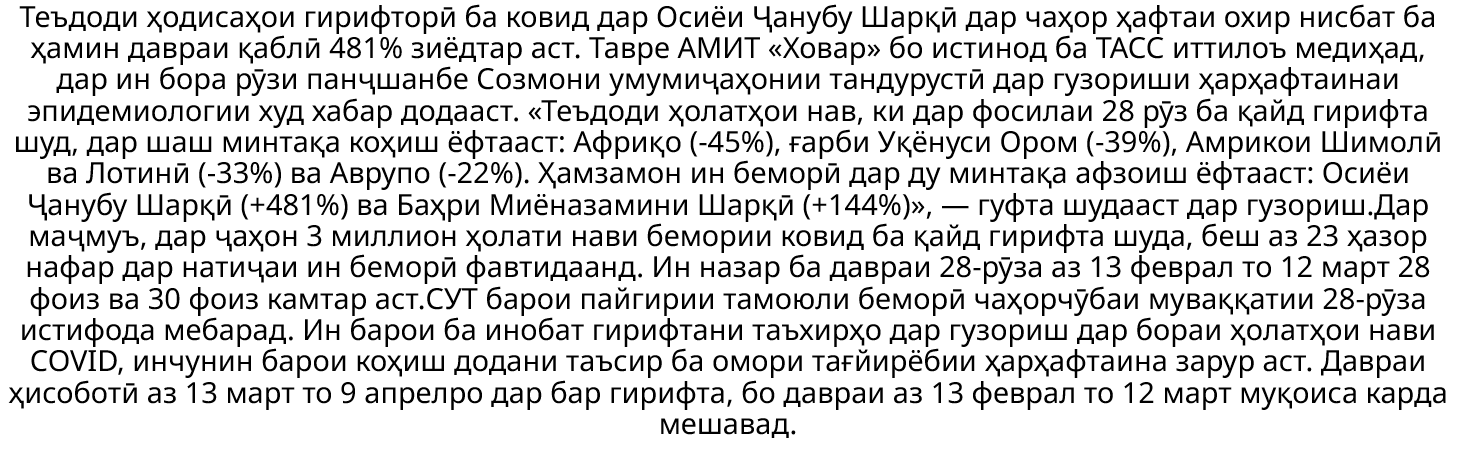 Теъдоди ҳодисаҳои гирифторӣ ба ковид дар Осиёи Ҷанубу Шарқӣ дар чаҳор ҳафтаи охир нисбат ба
ҳамин давраи қаблӣ 481% зиёдтар аст. Тавре АМИТ «Ховар» бо истинод ба ТАСС иттилоъ медиҳад,
дар ин бора рӯзи панҷшанбе Созмони умумиҷаҳонии тандурустӣ дар гузориши ҳарҳафтаинаи
эпидемиологии худ хабар додааст. «Теъдоди ҳолатҳои нав, ки дар фосилаи 28 рӯз ба қайд гирифта
шуд, дар шаш минтақа коҳиш ёфтааст: Африқо (-45%), ғарби Уқёнуси Ором (-39%), Амрикои Шимолӣ
ва Лотинӣ (-33%) ва Аврупо (-22%). Ҳамзамон ин беморӣ дар ду минтақа афзоиш ёфтааст: Осиёи
Ҷанубу Шарқӣ (+481%) ва Баҳри Миёназамини Шарқӣ (+144%)», — гуфта шудааст дар гузориш.Дар
маҷмуъ, дар ҷаҳон 3 миллион ҳолати нави бемории ковид ба қайд гирифта шуда, беш аз 23 ҳазор
нафар дар натиҷаи ин беморӣ фавтидаанд. Ин назар ба давраи 28-рӯза аз 13 феврал то 12 март 28
фоиз ва 30 фоиз камтар аст.СУТ барои пайгирии тамоюли беморӣ чаҳорчӯбаи муваққатии 28-рӯза
истифода мебарад. Ин барои ба инобат гирифтани таъхирҳо дар гузориш дар бораи ҳолатҳои нави
COVID, инчунин барои коҳиш додани таъсир ба омори тағйирёбии ҳарҳафтаина зарур аст. Давраи
ҳисоботӣ аз 13 март то 9 апрелро дар бар гирифта, бо давраи аз 13 феврал то 12 март муқоиса карда
мешавад.